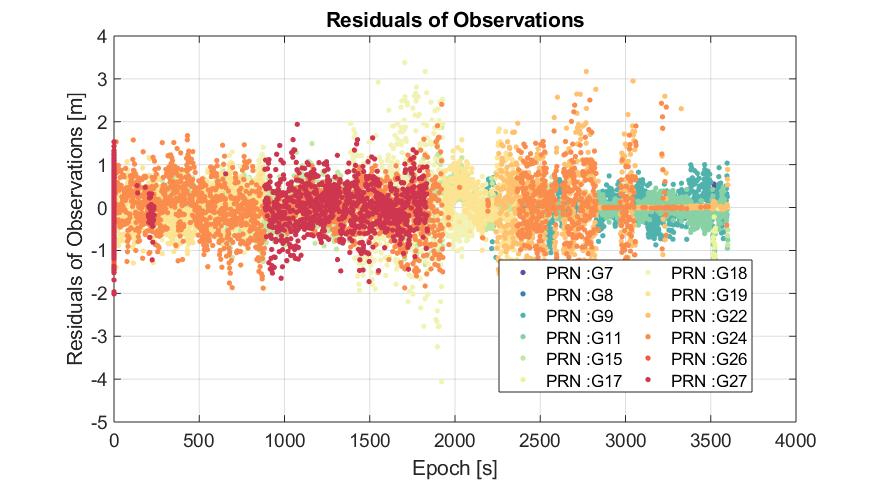 Residuals of Observations
4
3
2
1
0
-1
-2
-3
-4
-5
Residuals of Observations [m]
0 500 1000 1500 2000 2500 3000 3500 4000
Epoch [s]
PRN :G7 PRN :G18
PRN :G8 PRN :G19
PRN :G9 PRN :G22
PRN :G11 PRN :G24
PRN :G15 PRN :G26
PRN :G17 PRN :G27